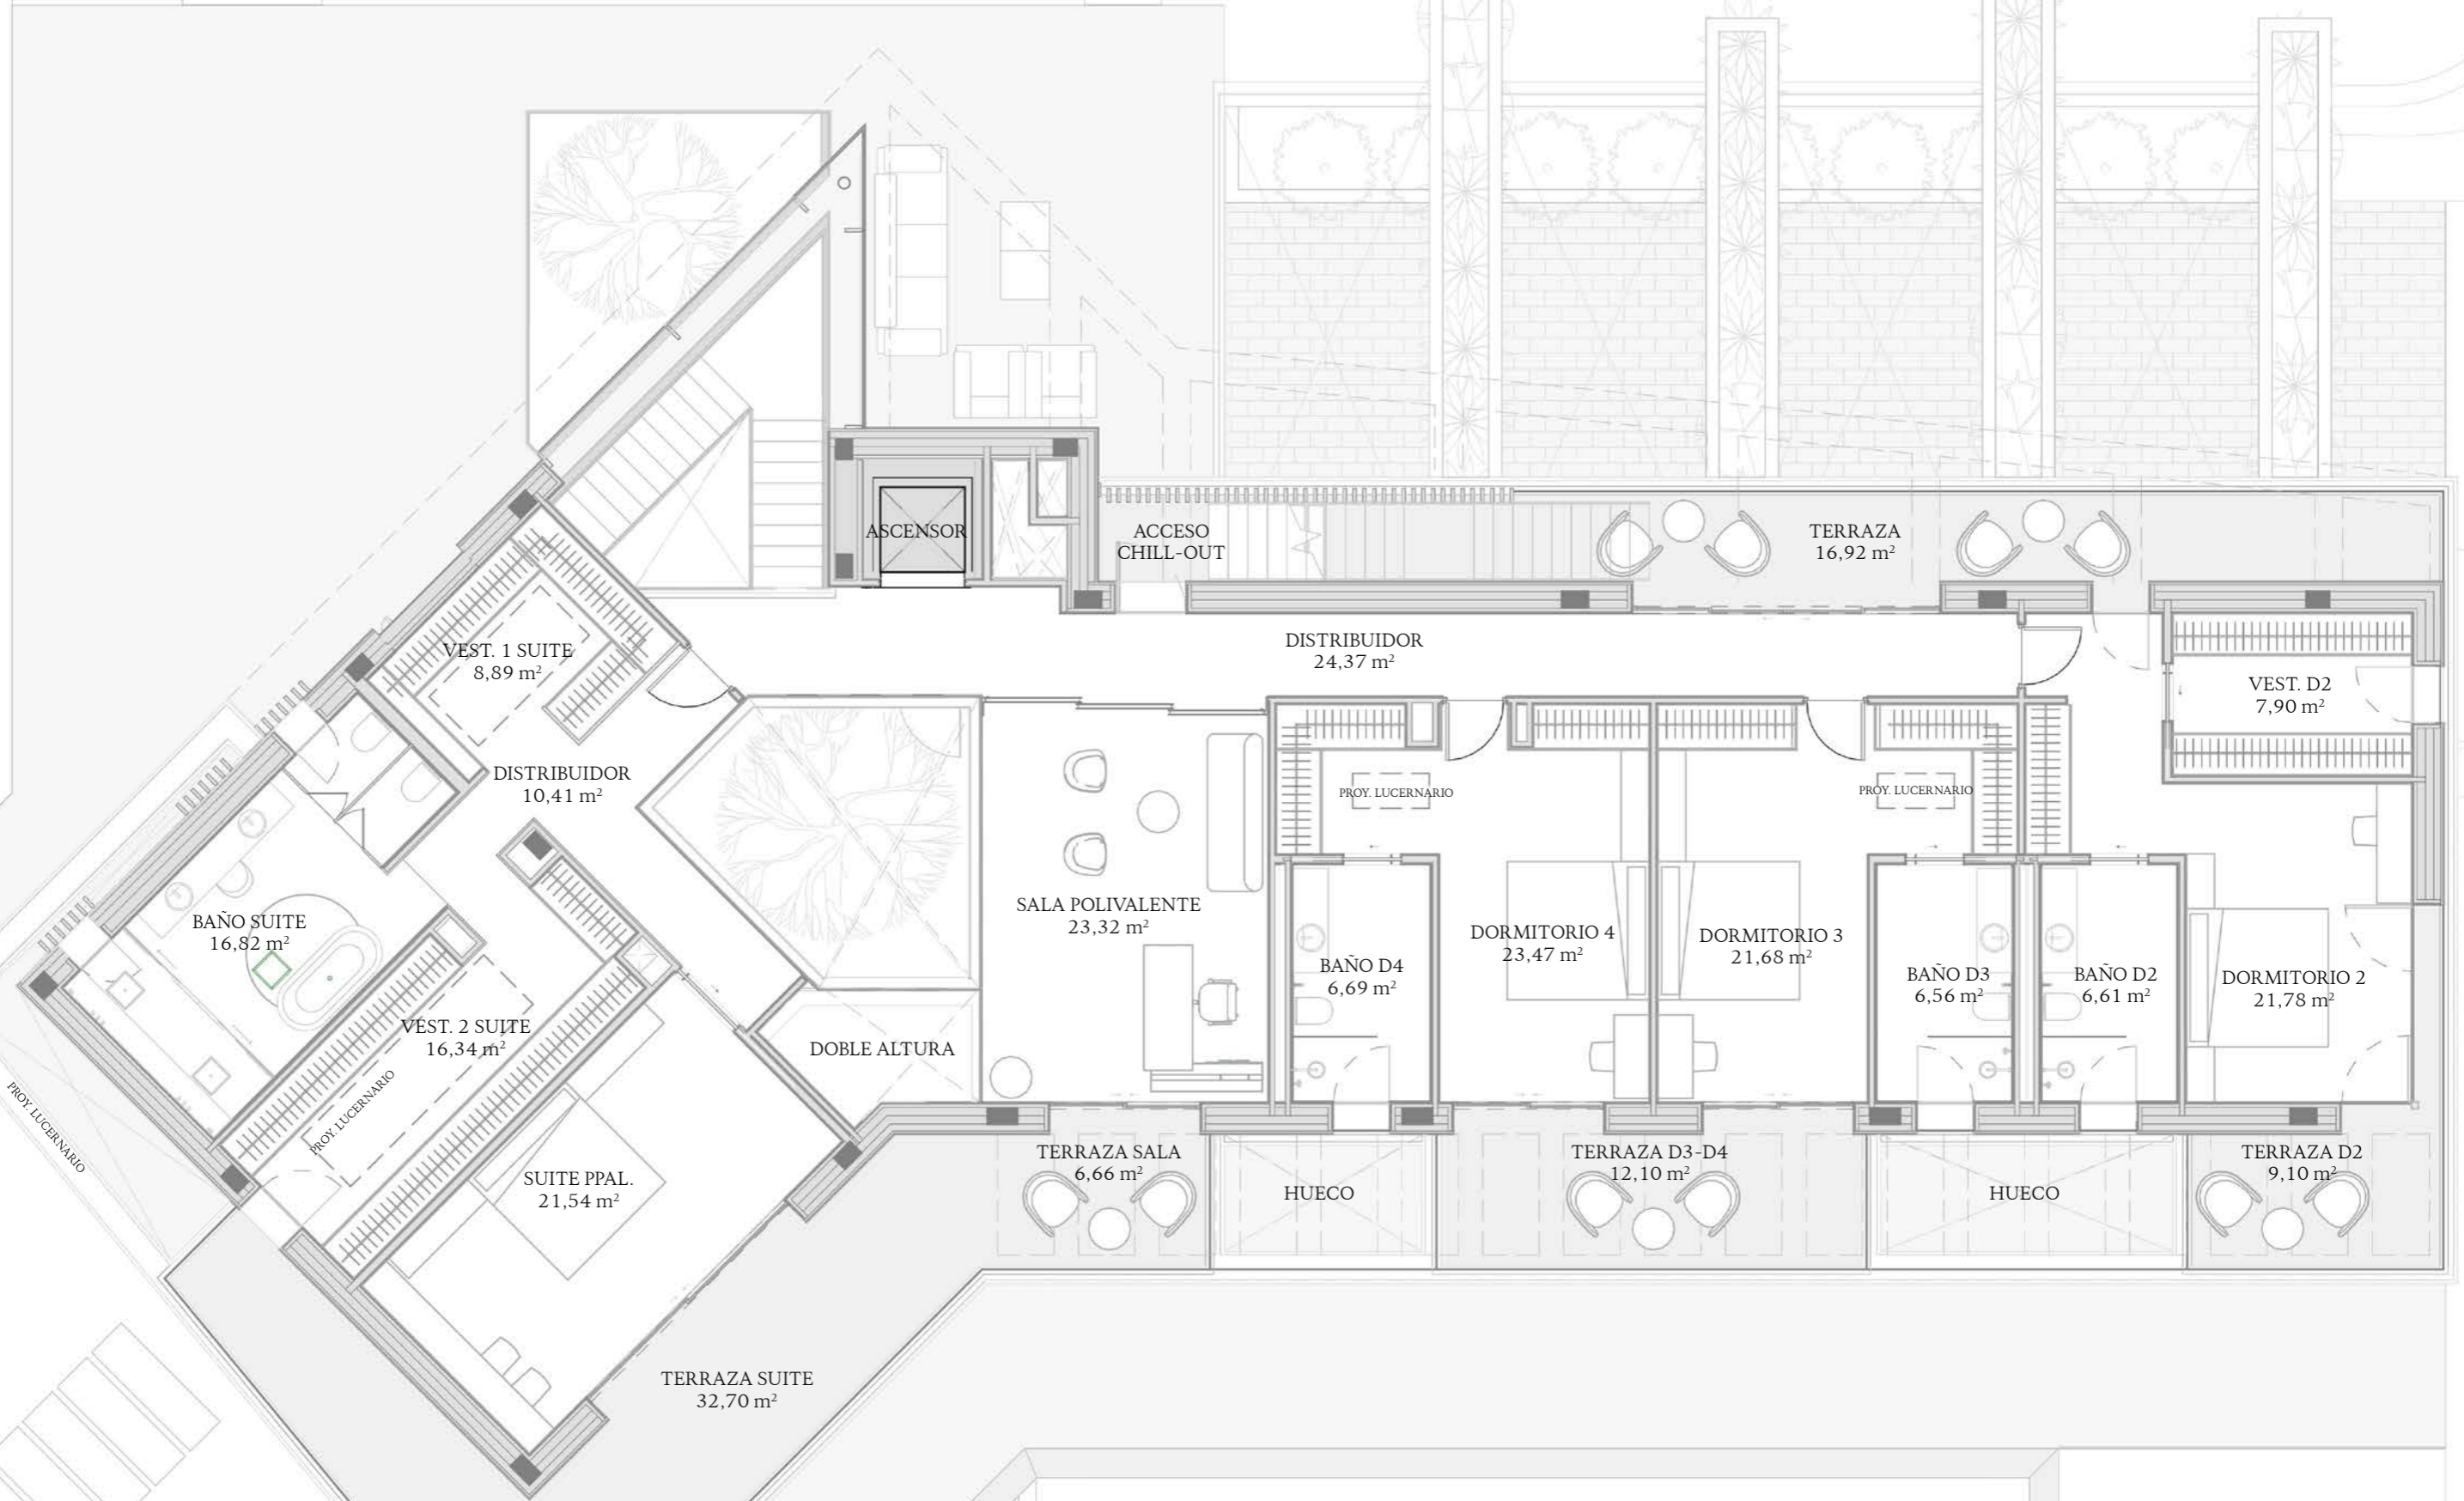 ASCENSOR
ACCESO
CHILL-OUT
TERRAZA
16,92 m²
VEST. 1 SUITE
8,89 m²
DISTRIBUIDOR
24,37 m²
VEST. D2
7,90 m²
DISTRIBUIDOR
10,41 m²
PROY. LUCERNARIO
PROY. LUCERNARIO
BAÑO SUITE
16,82 m²
SALA POLIVALENTE
23,32 m²
DORMITORIO 4
23,47 m²
DORMITORIO 3
21,68 m²
BAÑO D4
6,69 m²
BAÑO D3
6,56 m²
BAÑO D2
6,61 m²
DORMITORIO 2
21,78 m²
VEST. 2 SUITE
16,34 m²
DOBLE ALTURA
PROY. LUCERNARIO
PROY. LUCERNARIO
SUITE PPAL.
21,54 m²
TERRAZA SALA
6,66 m²
HUECO
TERRAZA D3-D4
12,10 m²
HUECO
TERRAZA D2
9,10 m²
TERRAZA SUITE
32,70 m²